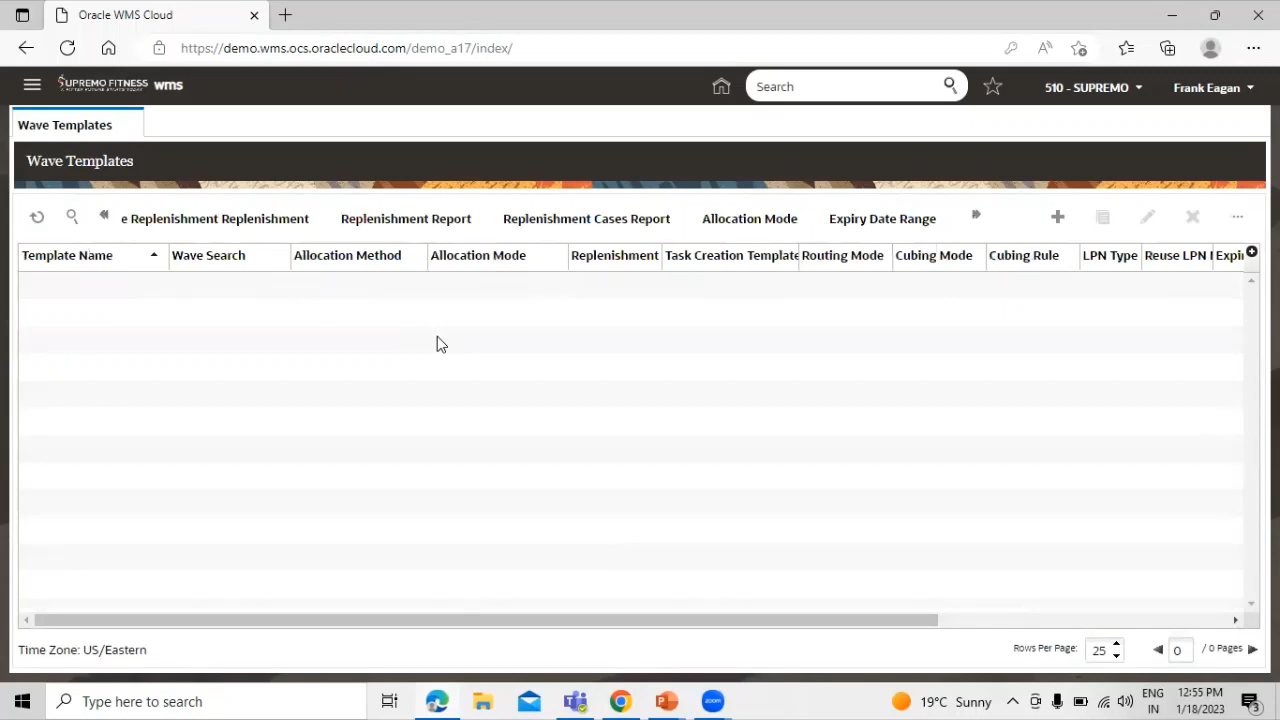 Oracle WMS Cloud
https://demo.wms.ocs.oraclecloud.com/demo_a17/index/
SUPREMO FITNESS wms
Search
510 - SUPREMO
Frank Eagan
Wave Templates
Wave Templates
e Replenishment Replenishment Replenishment Report Replenishment Cases Report Allocation Mode Expiry Date Range
Template Name Wave Search Allocation Method Allocation Mode Replenishment Task Creation Template Routing Mode Cubing Mode Cubing Rule LPN Type Reuse LPN Expi
Time Zone: US/Eastern
Rows Per Page: 25 0 / 0 Pages
Type here to search
19°C Sunny
ENG
IN
12:55 PM
1/18/2023
3
zoom